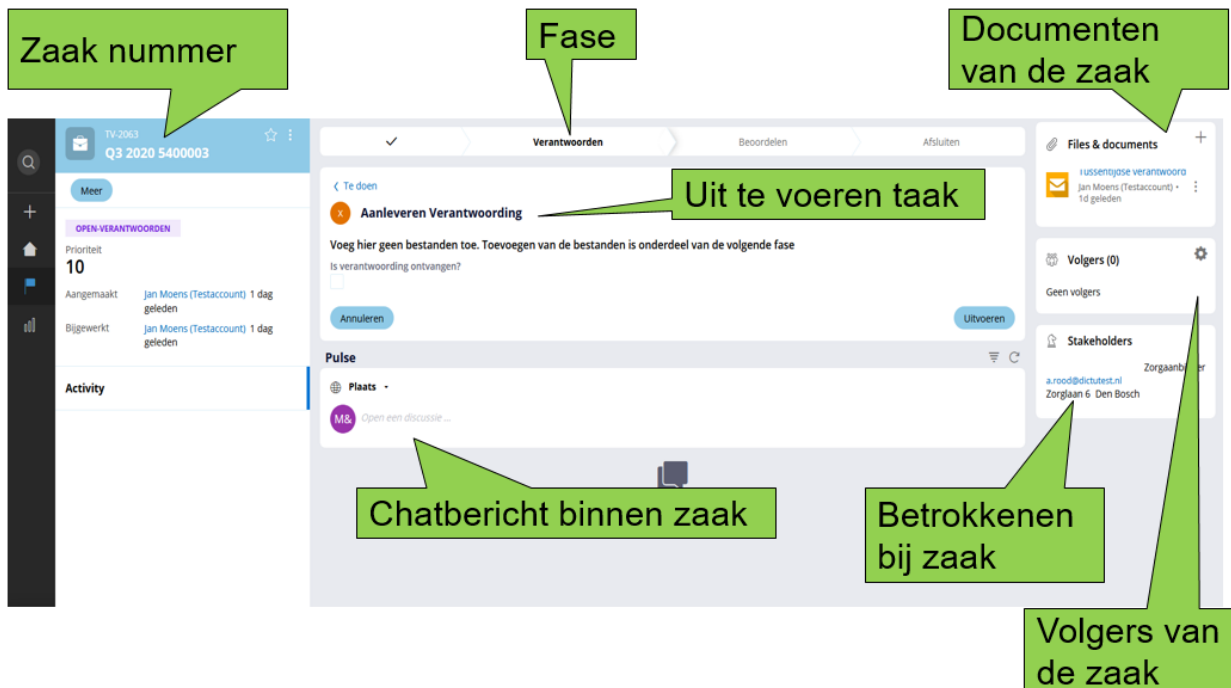 Zaak nummer
Fase
Documenten
van de zaak
TV-2063
Q3 2020 5400003
Meer
OPEN-VERANTWOORDEN
Prioriteit
10
Aangemaakt
Jan Moens (Testaccount) 1 dag
geleden
Bijgewerkt
Jan Moens (Testaccount) 1 dag
geleden
Activity
Verantwoorden
Beoordelen
Afsluiten
Te doen
X
Aanleveren Verantwoording
Uit te voeren taak
Voeg hier geen bestanden toe. Toevoegen van de bestanden is onderdeel van de volgende fase
Is verantwoording ontvangen?
Annuleren
Uitvoeren
Pulse
Plaats
M&
Open een discussie ...
Chatbericht binnen zaak
Files & documents
Tussentijdse verantwoord
Jan Moens (Testaccount) •
1d geleden
Volgers (0)
Geen volgers
Stakeholders
a.rood@dictutest.nl
Zorglaan 6 Den Bosch
Betrokkenen
bij zaak
Volgers van
de zaak